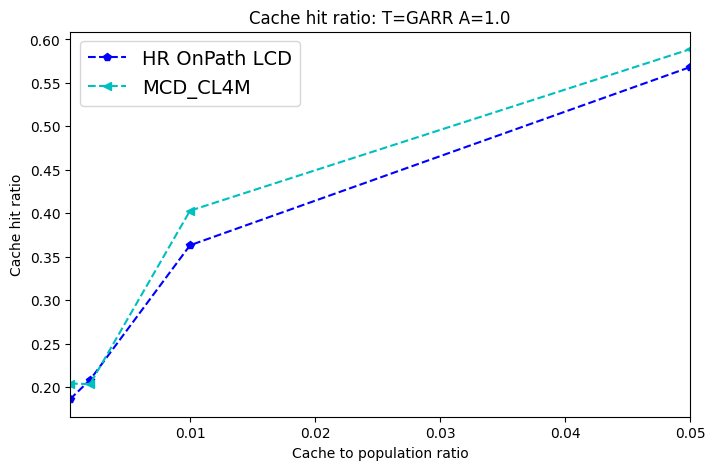 Cache hit ratio: T=GARR A=1.0
HR OnPath LCD
MCD_CL4M
Cache hit ratio
0.60
0.55
0.50
0.45
0.40
0.35
0.30
0.25
0.20
0.01
0.02
0.03
0.04
0.05
Cache to population ratio